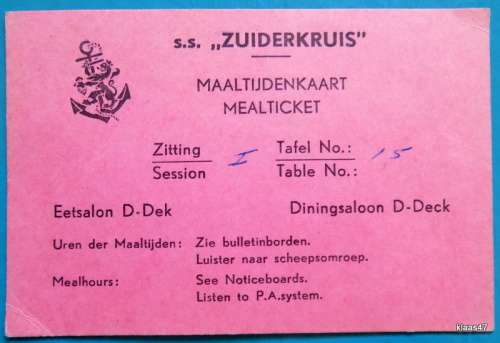 s.s. „ZUIDERKRUIS"
MAALTIJDENKAART
MEALTICKET
Zitting I Tafel No.: 15
Session Table No.:
Eetsalon D-Dek Diningsaloon D-Deck
Uren der Maaltijden: Zie bulletinborden.
Luister naar scheepsomroep.
Mealhours: See Noticeboards.
Listen to P.A.system.
klaas47